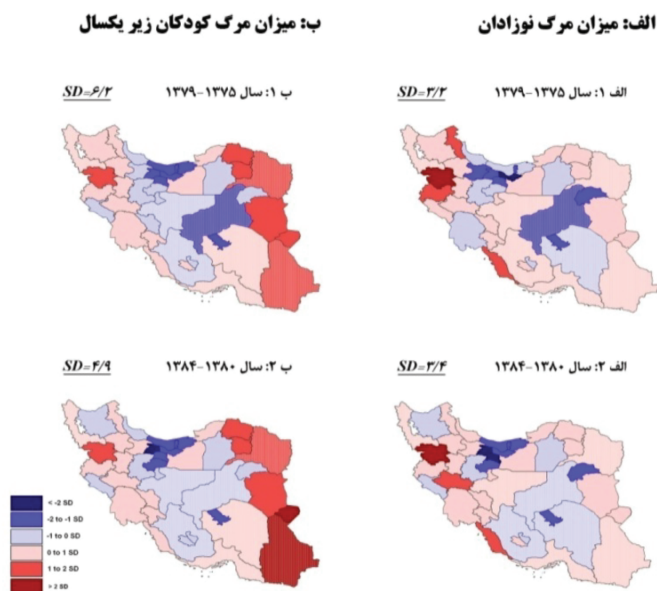 الف: میزان مرگ نوزادان
ب: میزان مرگ کودکان زیر یکسال
الف ۱: سال ۱۳۷۵-۱۳۷۹
SD=۳/۲
ب ۱: سال ۱۳۷۵-۱۳۷۹
SD=۶/۲
الف ۲: سال ۱۳۸۰-۱۳۸۴
SD=۳/۴
ب ۲: سال ۱۳۸۰-۱۳۸۴
SD=۴/۹
< -2 SD
-2 to -1 SD
-1 to 0 SD
0 to 1 SD
1 to 2 SD
> 2 SD